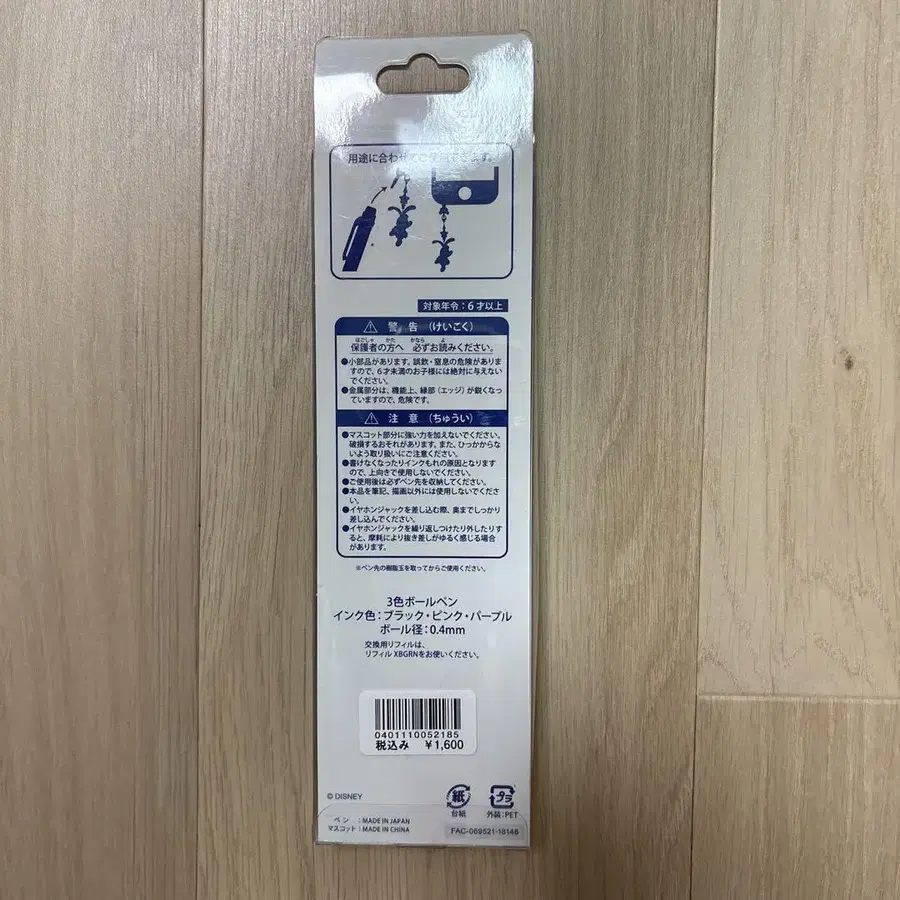 用途に合わせてご使用できます。
対象年令：6才以上
⚠ 警 告（けいこく）
保護者の方へ 必ずお読みください。
●小部品があります。誤飲・窒息の危険がありま
すので、6才未満のお子様には絶対に与えない
でください。
●金属部分は、機能上、縁部（エッジ）が鋭くなっ
ていますので、危険です。
⚠ 注 意（ちゅうい）
●マスコット部分に強い力を加えないでください。
破損するおそれがあります。また、ひっかからな
いよう取り扱いにご注意ください。
●書けなくなったりインクもれの原因となります
ので、上向きで使用しないでください。
●ご使用後は必ずペン先を収納してください。
●本品を筆記、描画以外には使用しないでくださ
い。
●イヤホンジャックを差し込む際、奥までしっかり
差し込んでください。
●イヤホンジャックを繰り返しつけたり外したりす
ると、摩耗により抜き差しがゆるく感じる場合
があります。
※ペン先の樹脂玉を取ってからご使用ください。
3色ボールペン
インク色：ブラック・ピンク・パープル
ボール径：0.4mm
交換用リフィルは、
リフィル XBGRNをお使いください。
0401110052185
税込み ￥1,600
© DISNEY
紙
台紙
プラ
外装：PET
ペン ：MADE IN JAPAN
マスコット：MADE IN CHINA
FAC-069521-18146